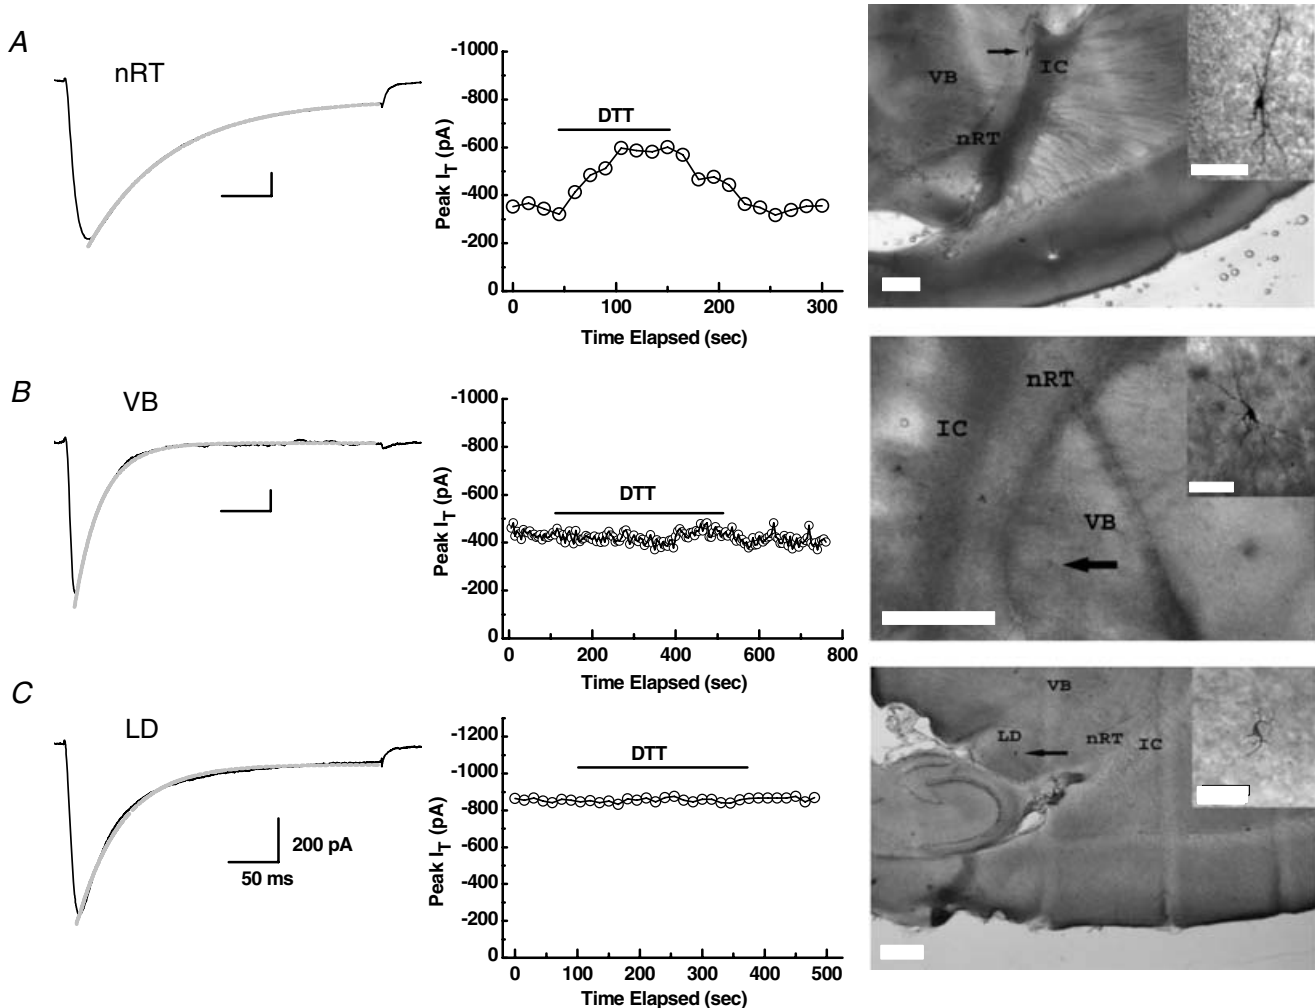 A
nRT
-1000
-800
-600
-400
-200
0
Peak I_T (pA)
DTT
0 100 200 300
Time Elapsed (sec)
VB
IC
nRT
B
VB
-1000
-800
-600
-400
-200
0
Peak I_T (pA)
DTT
0 200 400 600 800
Time Elapsed (sec)
nRT
IC
VB
C
LD
200 pA
50 ms
-1200
-1000
-800
-600
-400
-200
0
Peak I_T (pA)
DTT
0 100 200 300 400 500
Time Elapsed (sec)
VB
LD
nRT
IC